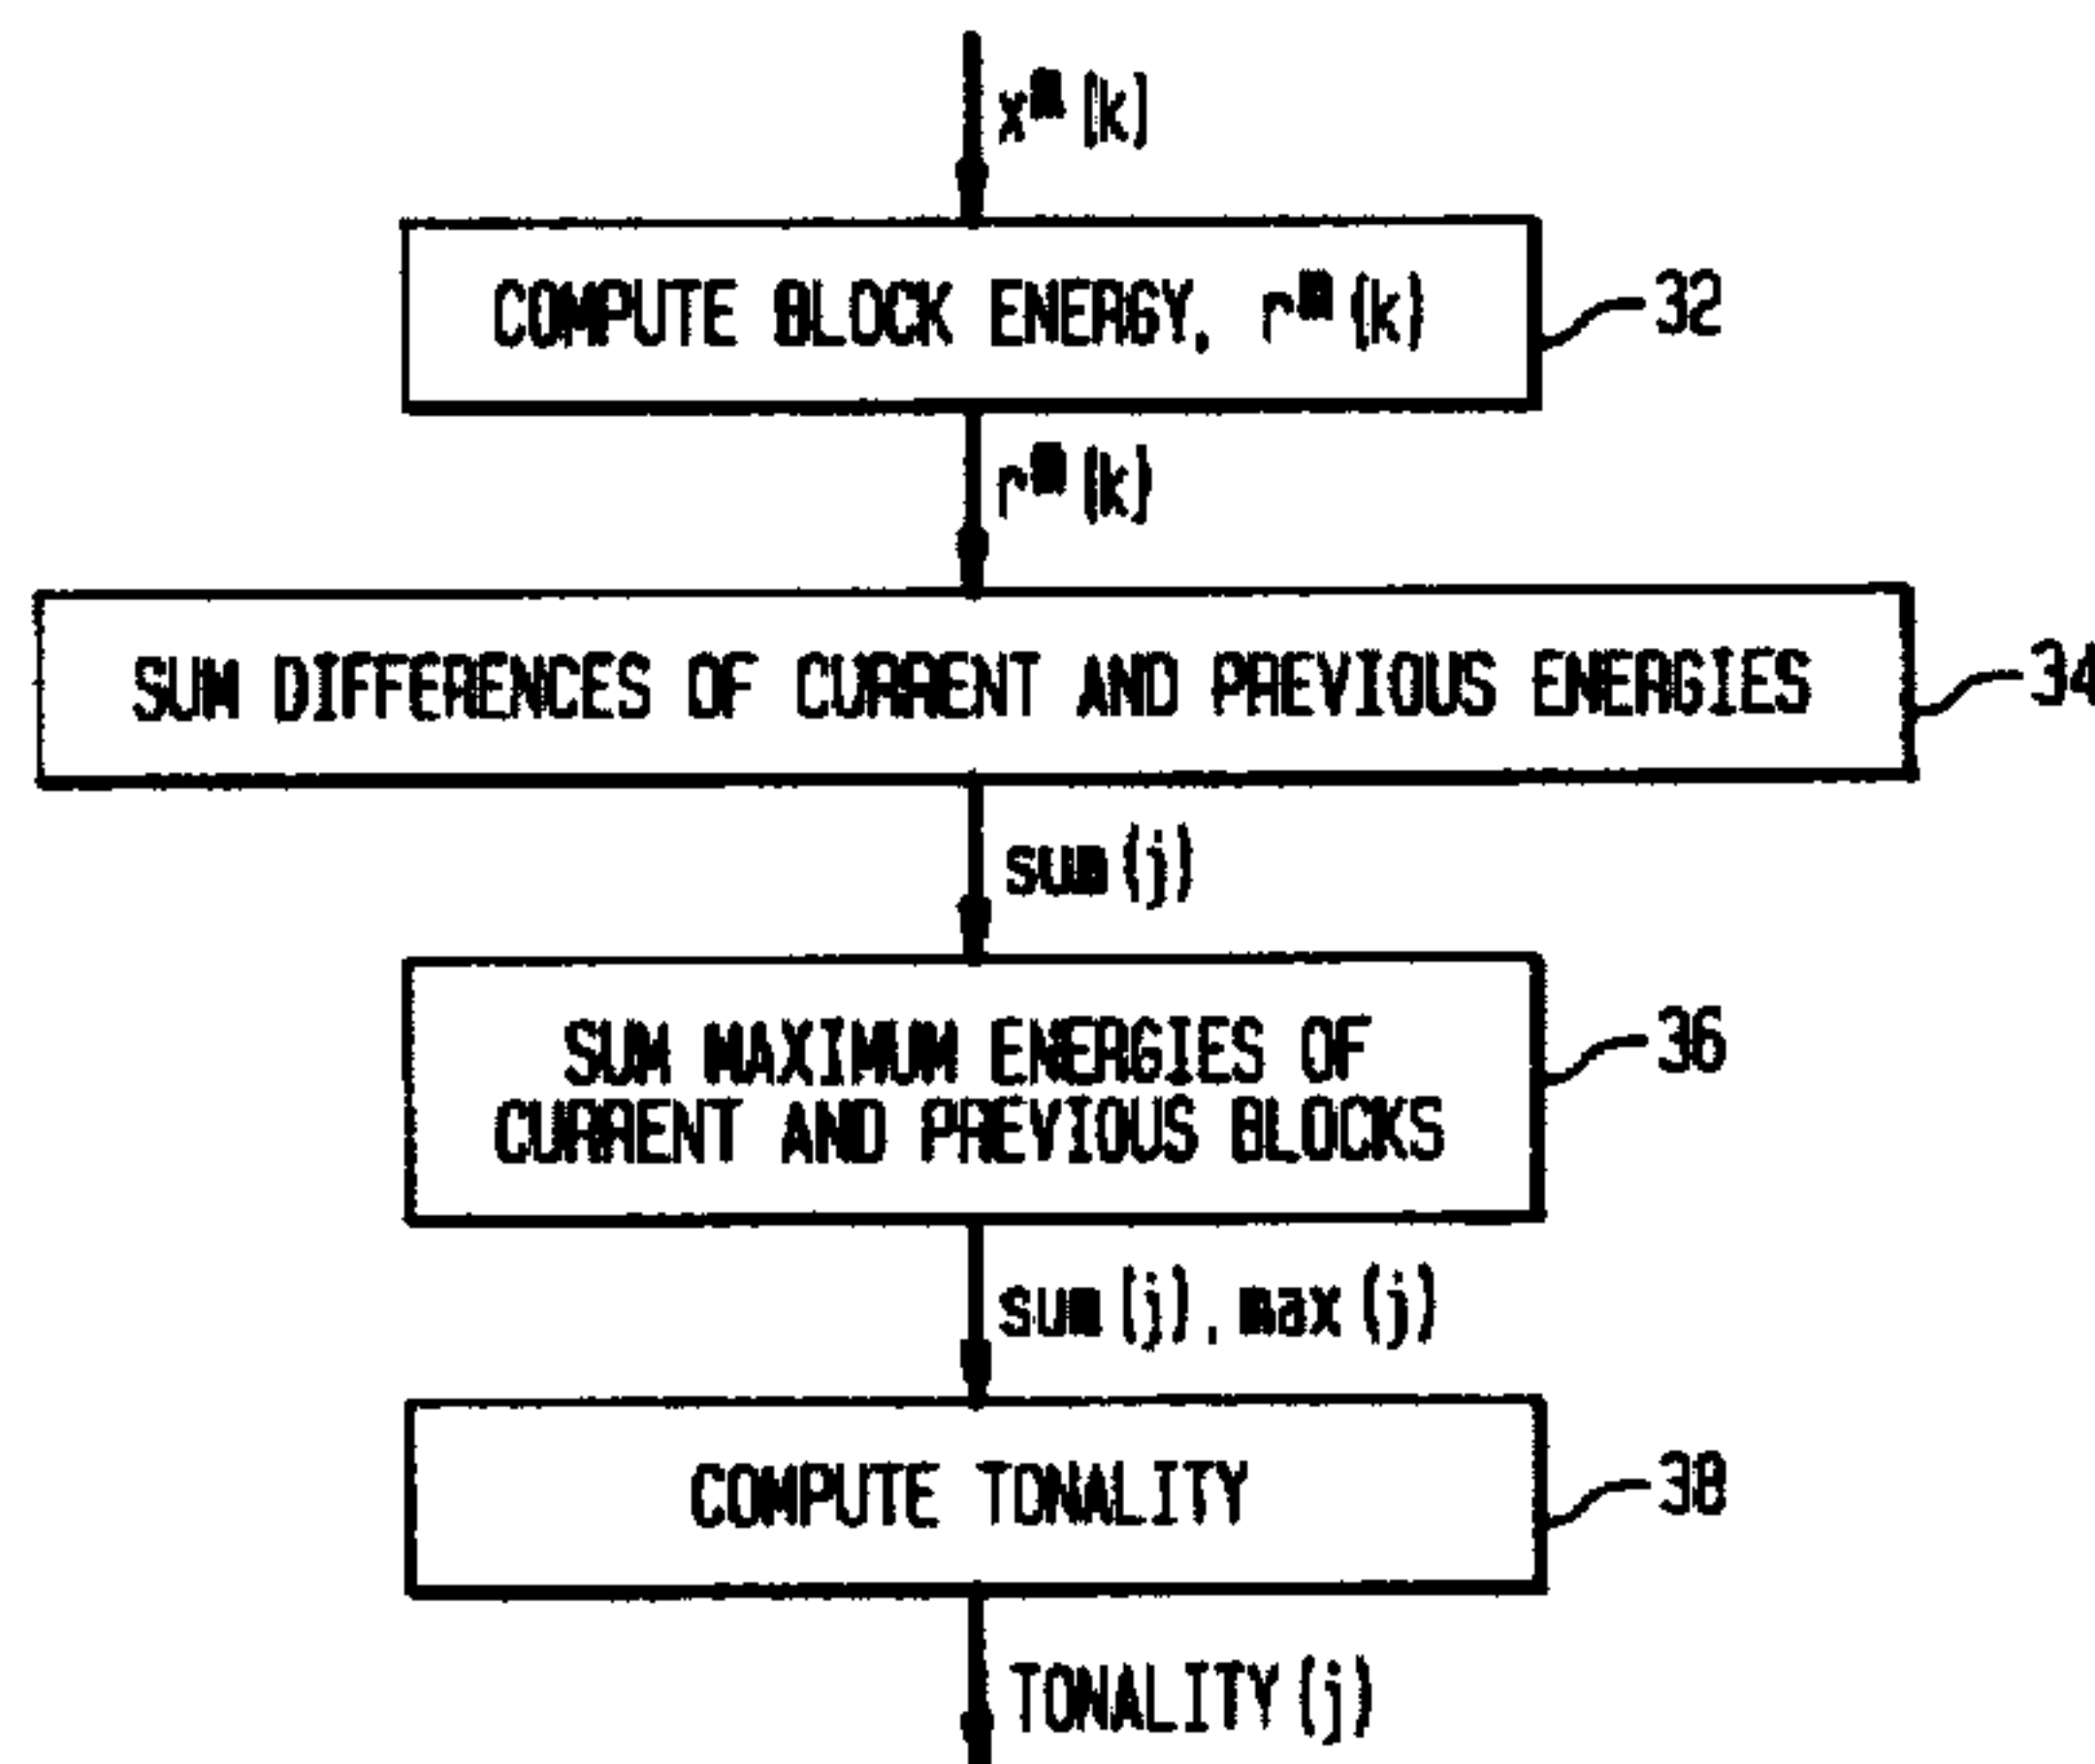 x (k)
COMPUTE BLOCK ENERGY, r (k)
32
r (k)
SUM DIFFERENCES OF CURRENT AND PREVIOUS ENERGIES
34
sum (j)
SUM MAXIMUM ENERGIES OF
CURRENT AND PREVIOUS BLOCKS
36
sum (j), max (j)
COMPUTE TONALITY
38
TONALITY (j)